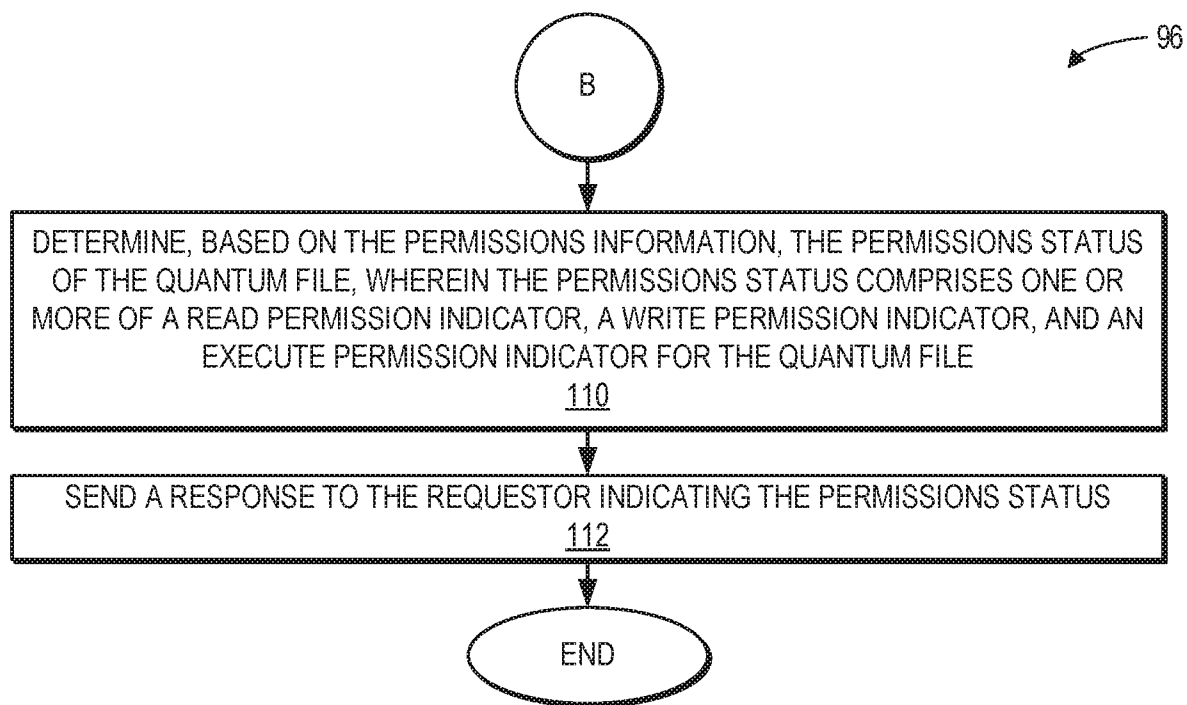 96
B
DETERMINE, BASED ON THE PERMISSIONS INFORMATION, THE PERMISSIONS STATUS
OF THE QUANTUM FILE, WHEREIN THE PERMISSIONS STATUS COMPRISES ONE OR
MORE OF A READ PERMISSION INDICATOR, A WRITE PERMISSION INDICATOR, AND AN
EXECUTE PERMISSION INDICATOR FOR THE QUANTUM FILE
110
SEND A RESPONSE TO THE REQUESTOR INDICATING THE PERMISSIONS STATUS
112
END